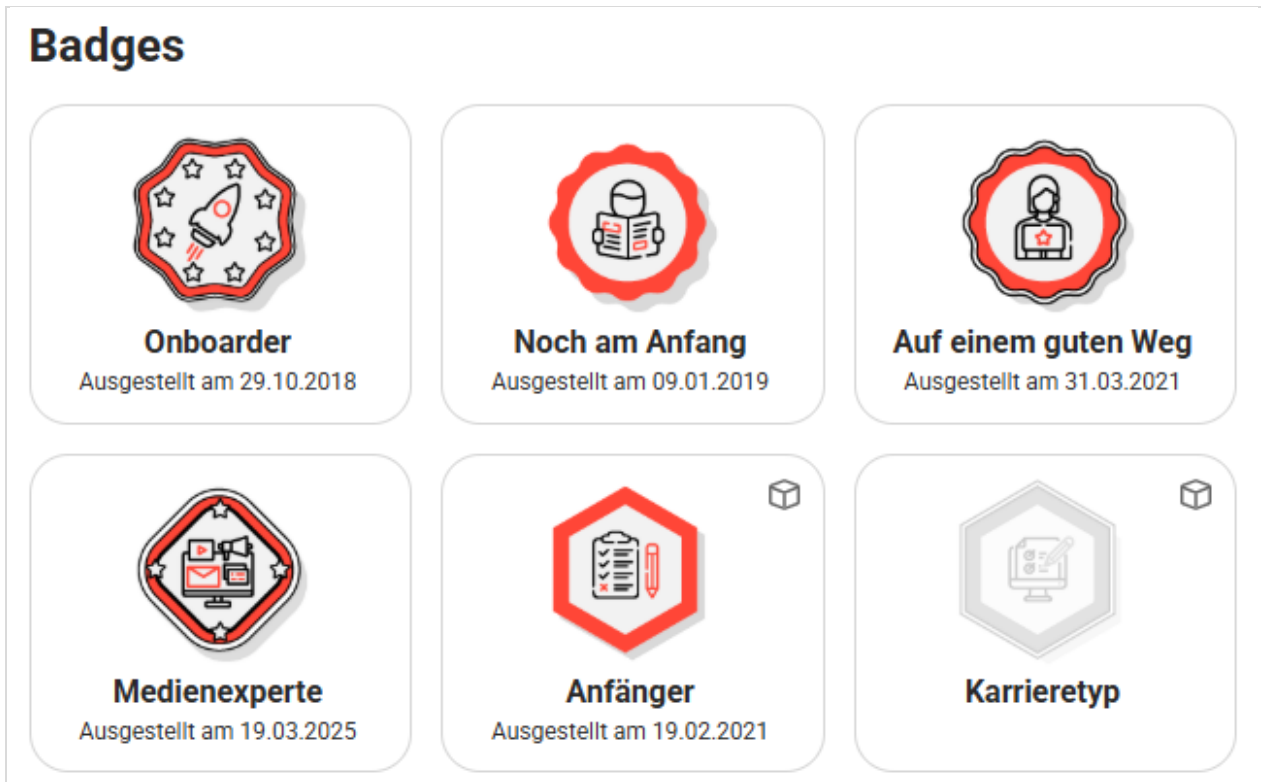 Badges
Onboarder
Ausgestellt am 29.10.2018
Noch am Anfang
Ausgestellt am 09.01.2019
Auf einem guten Weg
Ausgestellt am 31.03.2021
Medienexperte
Ausgestellt am 19.03.2025
Anfänger
Ausgestellt am 19.02.2021
Karrieretyp